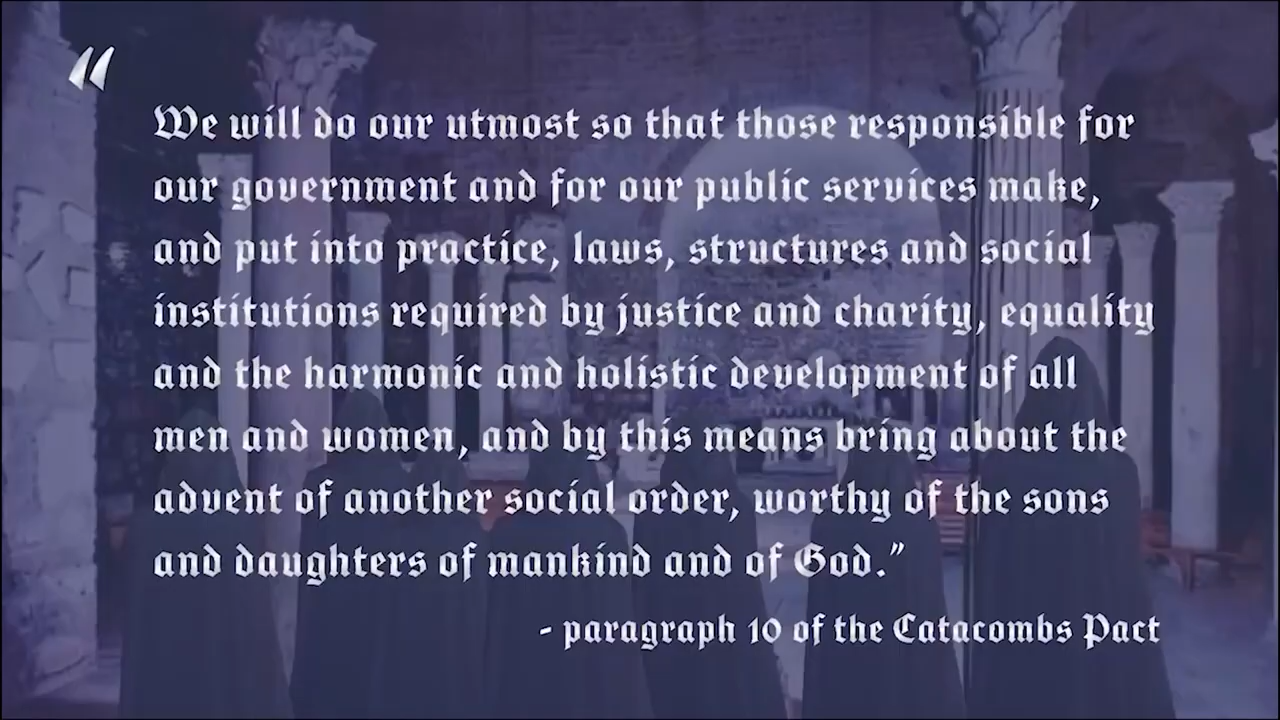 “
We will do our utmost so that those responsible for
our government and for our public services make,
and put into practice, laws, structures and social
institutions required by justice and charity, equality
and the harmonic and holistic development of all
men and women, and by this means bring about the
advent of another social order, worthy of the sons
and daughters of mankind and of God.”
- paragraph 10 of the Catacombs Pact